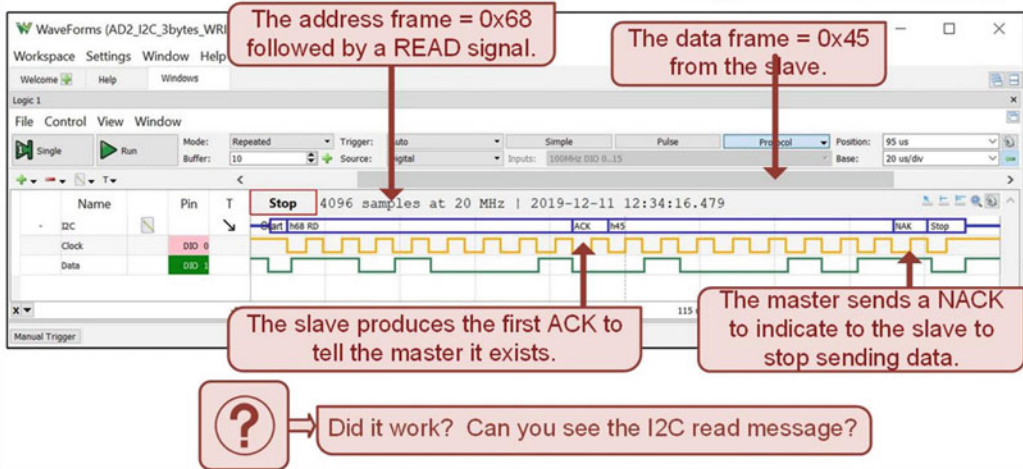 The address frame = 0x68
followed by a READ signal.
The data frame = 0x45
from the slave.
WaveForms (AD2_I2C_3bytes_WRI
Workspace Settings Window Help
Welcome Help Windows
Logic 1
File Control View Window
Single Run Mode: Repeated Trigger: Auto Simple Pulse Protocol Position: 95 us
Buffer: 10 Source: Digital Inputs: 100MHz DIO 0..15 Base: 20 us/div
T
Name Pin T Stop 4096 samples at 20 MHz | 2019-12-11 12:34:16.479
I2C Start h68 RD ACK h45 NAK Stop
Clock DIO 0
Data DIO 1
X 115
Manual Trigger
The slave produces the first ACK to
tell the master it exists.
The master sends a NACK
to indicate to the slave to
stop sending data.
?
Did it work? Can you see the I2C read message?